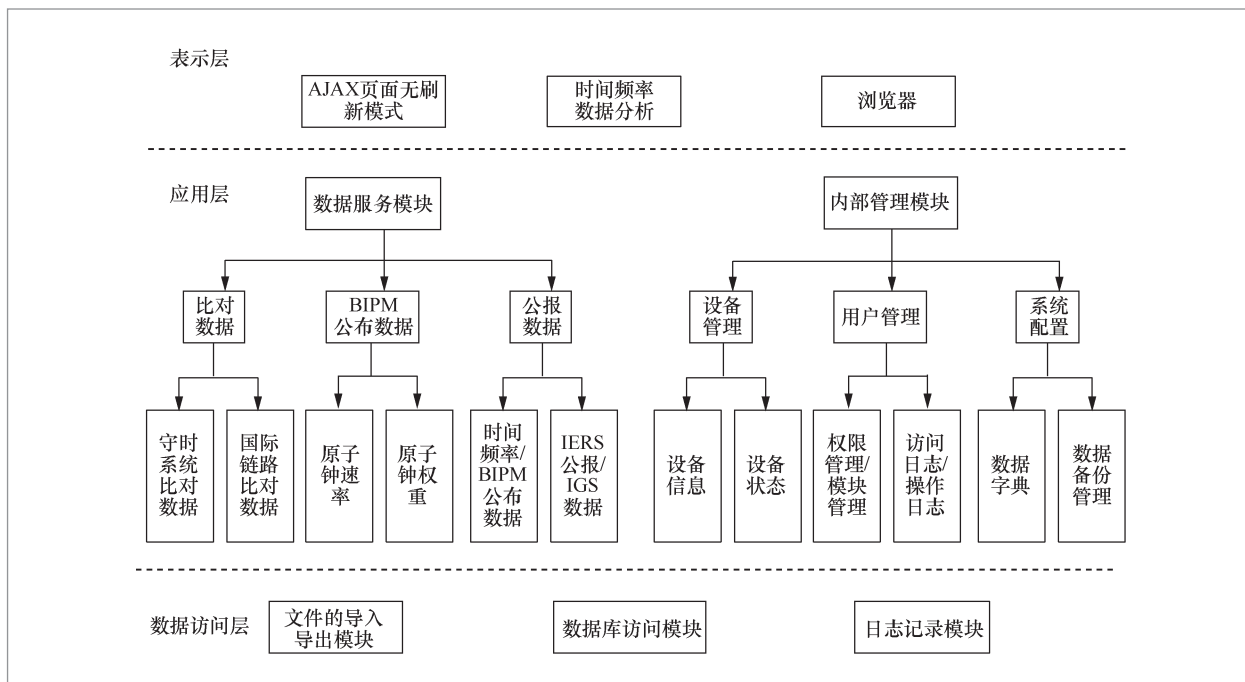 表示层
AJAX页面无刷
新模式
时间频率
数据分析
浏览器
应用层
数据服务模块
内部管理模块
比对
数据
BIPM
公布数据
公报
数据
设备
管理
用户管理
系统
配置
守时
系统
比对
数据
国际
链路
比对
数据
原子
钟速
率
原子
钟权
重
时间
频率/
BIPM
公布
数据
IERS
公报/
IGS
数据
设备
信息
设备
状态
权限
管理/
模块
管理
访问
日志/
操作
日志
数据
字典
数据
备份
管理
数据访问层
文件的导入
导出模块
数据库访问模块
日志记录模块